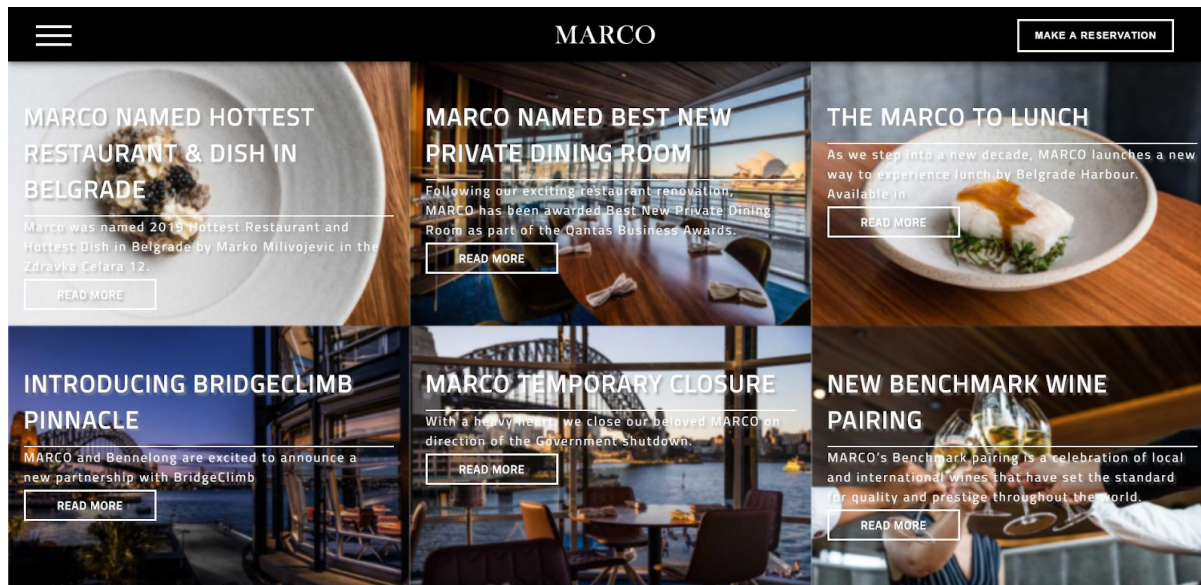 MARCO
MAKE A RESERVATION
MARCO NAMED HOTTEST
RESTAURANT & DISH IN
BELGRADE
Marco was named 2019 Hottest Restaurant and
Hottest Dish in Belgrade by Marko Milivojevic in the
Zdravka Celara 12.
READ MORE
MARCO NAMED BEST NEW
PRIVATE DINING ROOM
Following our exciting restaurant renovation,
MARCO has been awarded Best New Private Dining
Room as part of the Qantas Business Awards.
READ MORE
THE MARCO TO LUNCH
As we step into a new decade, MARCO launches a new
way to experience lunch by Belgrade Harbour.
Available in
READ MORE
INTRODUCING BRIDGECLIMB
PINNACLE
MARCO and Bennelong are excited to announce a
new partnership with BridgeClimb
READ MORE
MARCO TEMPORARY CLOSURE
With a heavy heart, we close our beloved MARCO on
direction of the Government shutdown.
READ MORE
NEW BENCHMARK WINE
PAIRING
MARCO's Benchmark pairing is a celebration of local
and international wines that have set the standard
for quality and prestige throughout the world.
READ MORE